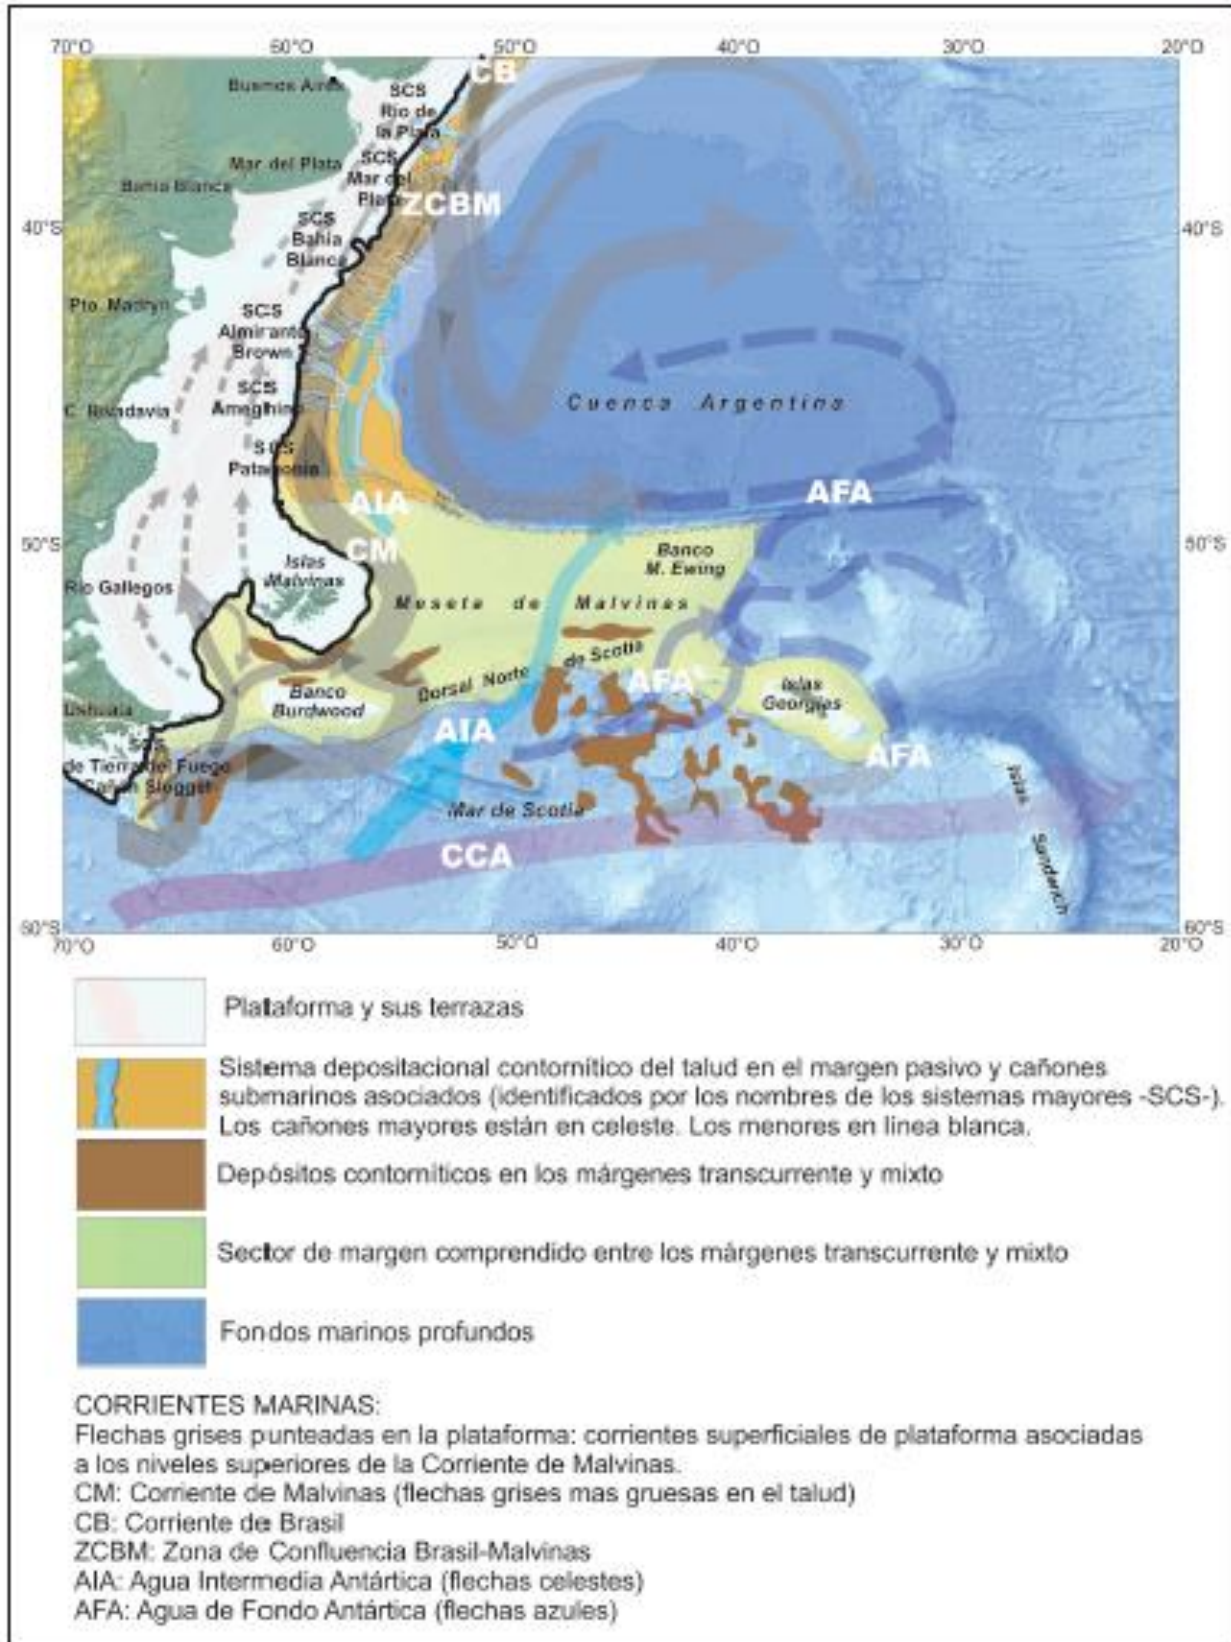 70°O 60°O 50°O 40°O 30°O 20°O
CB
Buenos Aires
SCS
Río de
la Plata
Mar del Plata
SCS
Mar del
Plata
Bahía Blanca
ZCBM
40°S
SCS
Bahía
Blanca
40°S
Pto. Madryn
SCS
Almirante
Brown
C. Rivadavia
SCS
Ameghino
Cuenca Argentina
SCS
Patagonia
AIA
AFA
50°S
CM
50°S
Islas
Malvinas
Banco
M. Ewing
Río Gallegos
Meseta de Malvinas
Dorsal Norte de Scotia
AFA
Banco
Burdwood
Islas
Georgias
Ushuaia
AIA
AFA
SCS
de Tierra del Fuego
Cañón Sloggett
Mar de Scotia
Islas
Sandwich
CCA
60°S
60°S
70°O 60°O 50°O 40°O 30°O 20°O
Plataforma y sus terrazas
Sistema depositacional contornítico del talud en el margen pasivo y cañones
submarinos asociados (identificados por los nombres de los sistemas mayores -SCS-).
Los cañones mayores están en celeste. Los menores en línea blanca.
Depósitos contorníticos en los márgenes transcurrente y mixto
Sector de margen comprendido entre los márgenes transcurrente y mixto
Fondos marinos profundos
CORRIENTES MARINAS:
Flechas grises punteadas en la plataforma: corrientes superficiales de plataforma asociadas
a los niveles superiores de la Corriente de Malvinas.
CM: Corriente de Malvinas (flechas grises mas gruesas en el talud)
CB: Corriente de Brasil
ZCBM: Zona de Confluencia Brasil-Malvinas
AIA: Agua Intermedia Antártica (flechas celestes)
AFA: Agua de Fondo Antártica (flechas azules)